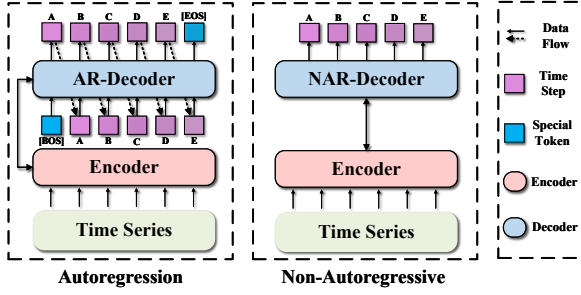 A B C D E [EOS]
AR-Decoder
[BOS] A B C D E
Encoder
Time Series
Autoregression
A B C D E
NAR-Decoder
Encoder
Time Series
Non-Autoregressive
Data
Flow
Time
Step
Special
Token
Encoder
Decoder